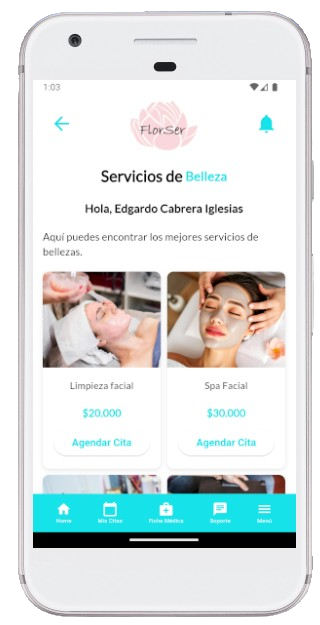 1:03
FlorSer
Servicios de Belleza
Hola, Edgardo Cabrera Iglesias
Aquí puedes encontrar los mejores servicios de
bellezas.
Limpieza facial
Spa Facial
$20.000
$30.000
Agendar Cita
Agendar Cita
Home
Mis Citas
Ficha Médica
Soporte
Menú